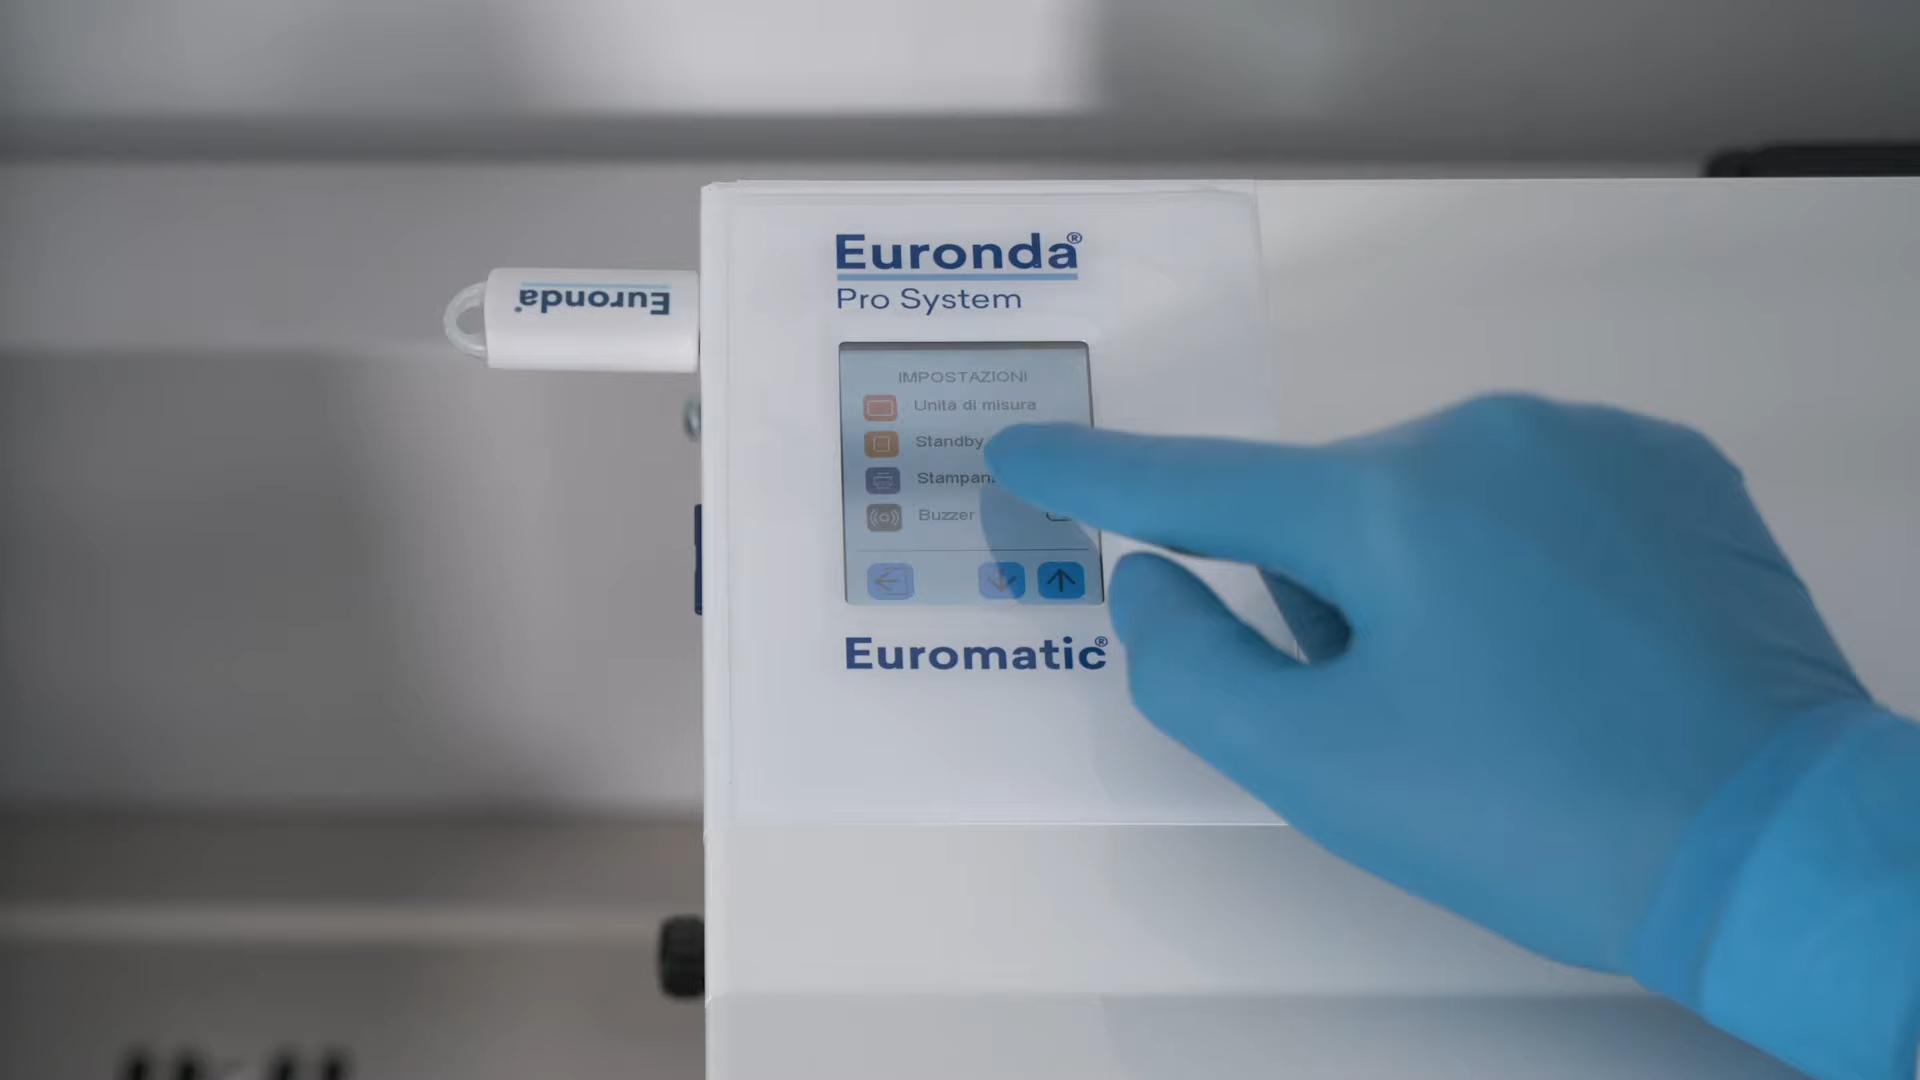 Euronda®
Pro System
Euronda®
IMPOSTAZIONI
Unità di misura
Standby
Buzzer
Euromatic®